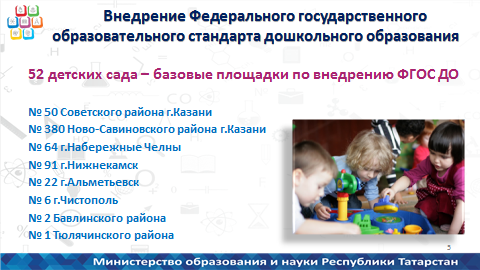 Внедрение Федерального государственного
образовательного стандарта дошкольного образования
52 детских сада – базовые площадки по внедрению ФГОС ДО
№ 50 Советского района г.Казани
№ 380 Ново-Савиновского района г.Казани
№ 64 г.Набережные Челны
№ 91 г.Нижнекамск
№ 22 г.Альметьевск
№ 6 г.Чистополь
№ 2 Бавлинского района
№ 1 Тюлячинского района
5
Министерство образования и науки Республики Татарстан